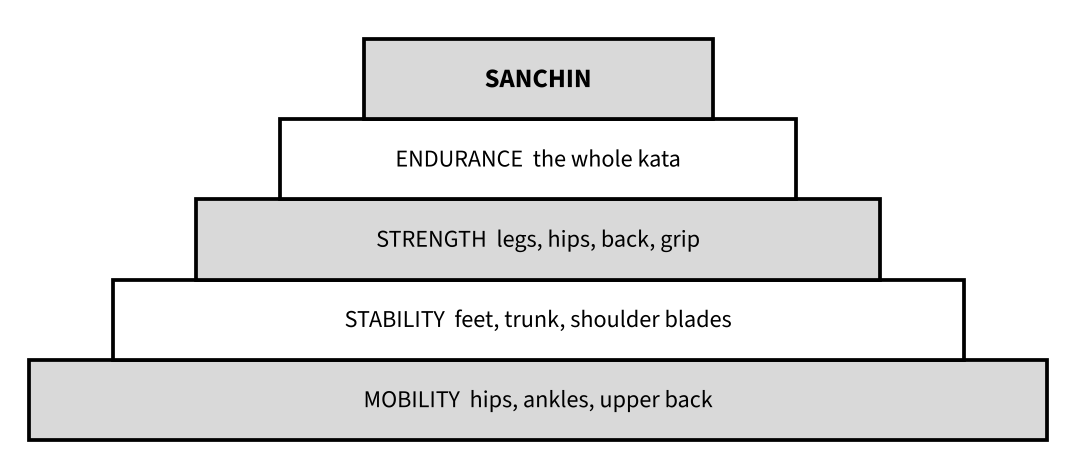 SANCHIN
ENDURANCE the whole kata
STRENGTH legs, hips, back, grip
STABILITY feet, trunk, shoulder blades
MOBILITY hips, ankles, upper back